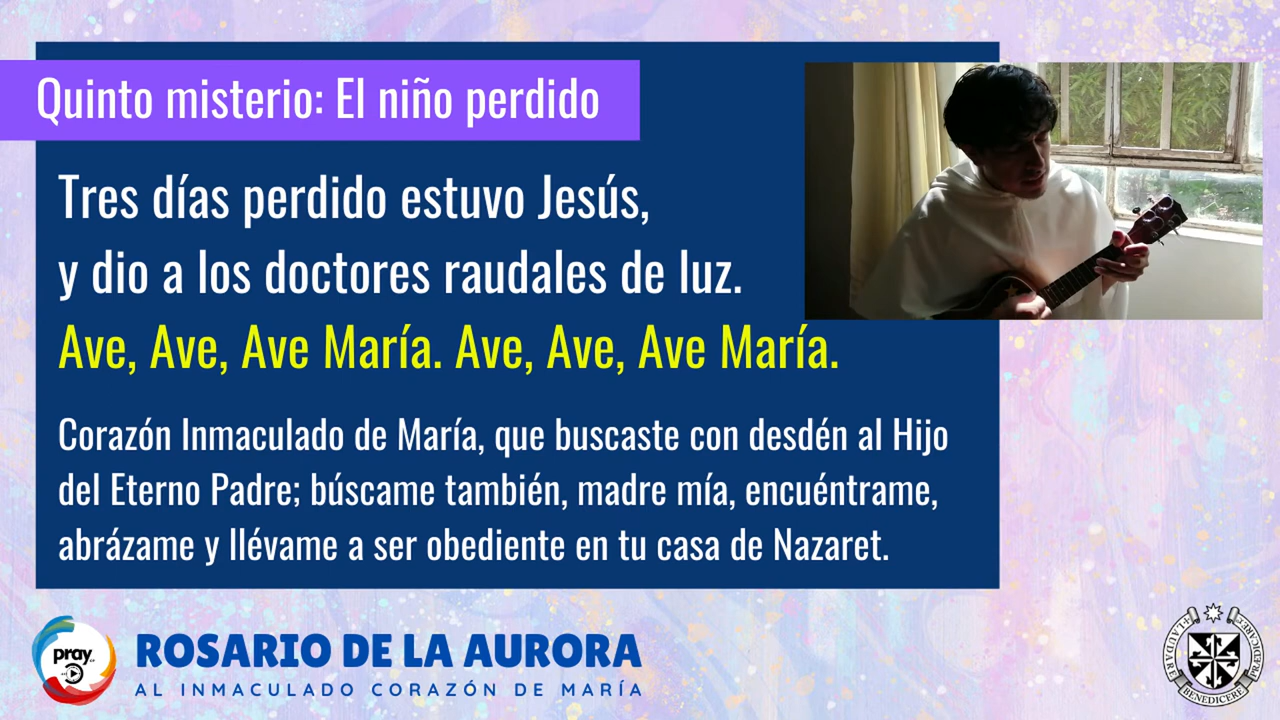 Quinto misterio: El niño perdido
Tres días perdido estuvo Jesús,
y dio a los doctores raudales de luz.
Ave, Ave, Ave María. Ave, Ave, Ave María.
Corazón Inmaculado de María, que buscaste con desdén al Hijo
del Eterno Padre; búscame también, madre mía, encuéntrame,
abrázame y llévame a ser obediente en tu casa de Nazaret.
pray
ROSARIO DE LA AURORA
AL INMACULADO CORAZÓN DE MARÍA
LAUDARE
BENEDICERE
PRÆDICARE